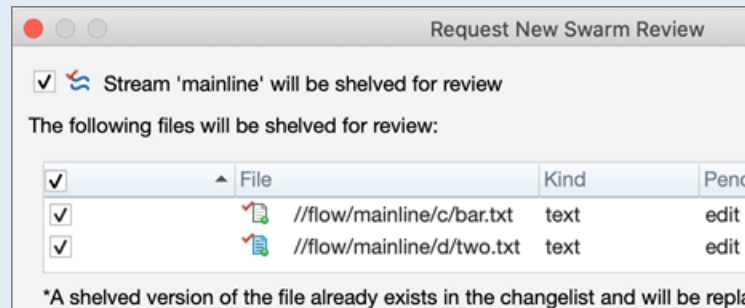 Request New Swarm Review
Stream 'mainline' will be shelved for review
The following files will be shelved for review:
File Kind
//flow/mainline/c/bar.txt text edit
//flow/mainline/d/two.txt text edit
*A shelved version of the file already exists in the changelist and will be